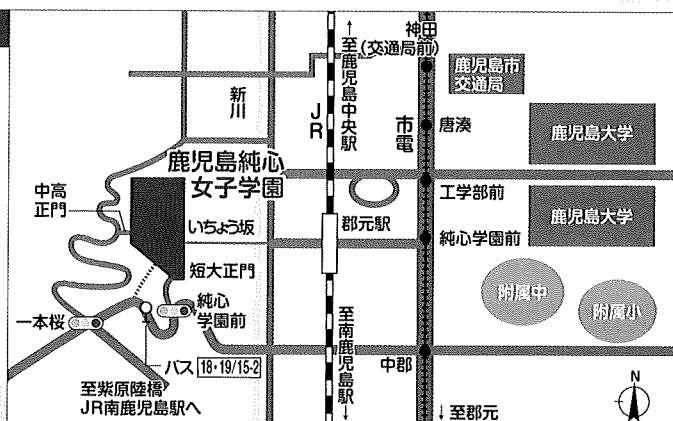 神田
(交通局前)
至鹿児島中央駅
鹿児島市
交通局
新川
JR
市電
唐湊
鹿児島大学
鹿児島純心
女子学園
中高
正門
工学部前
いちょう坂
郡元駅
鹿児島大学
純心学園前
短大正門
附属中
附属小
純心
学園前
一本桜
至南鹿児島駅
バス 18・19/15-2
中郡
至紫原陸橋
JR南鹿児島駅へ
至郡元
N